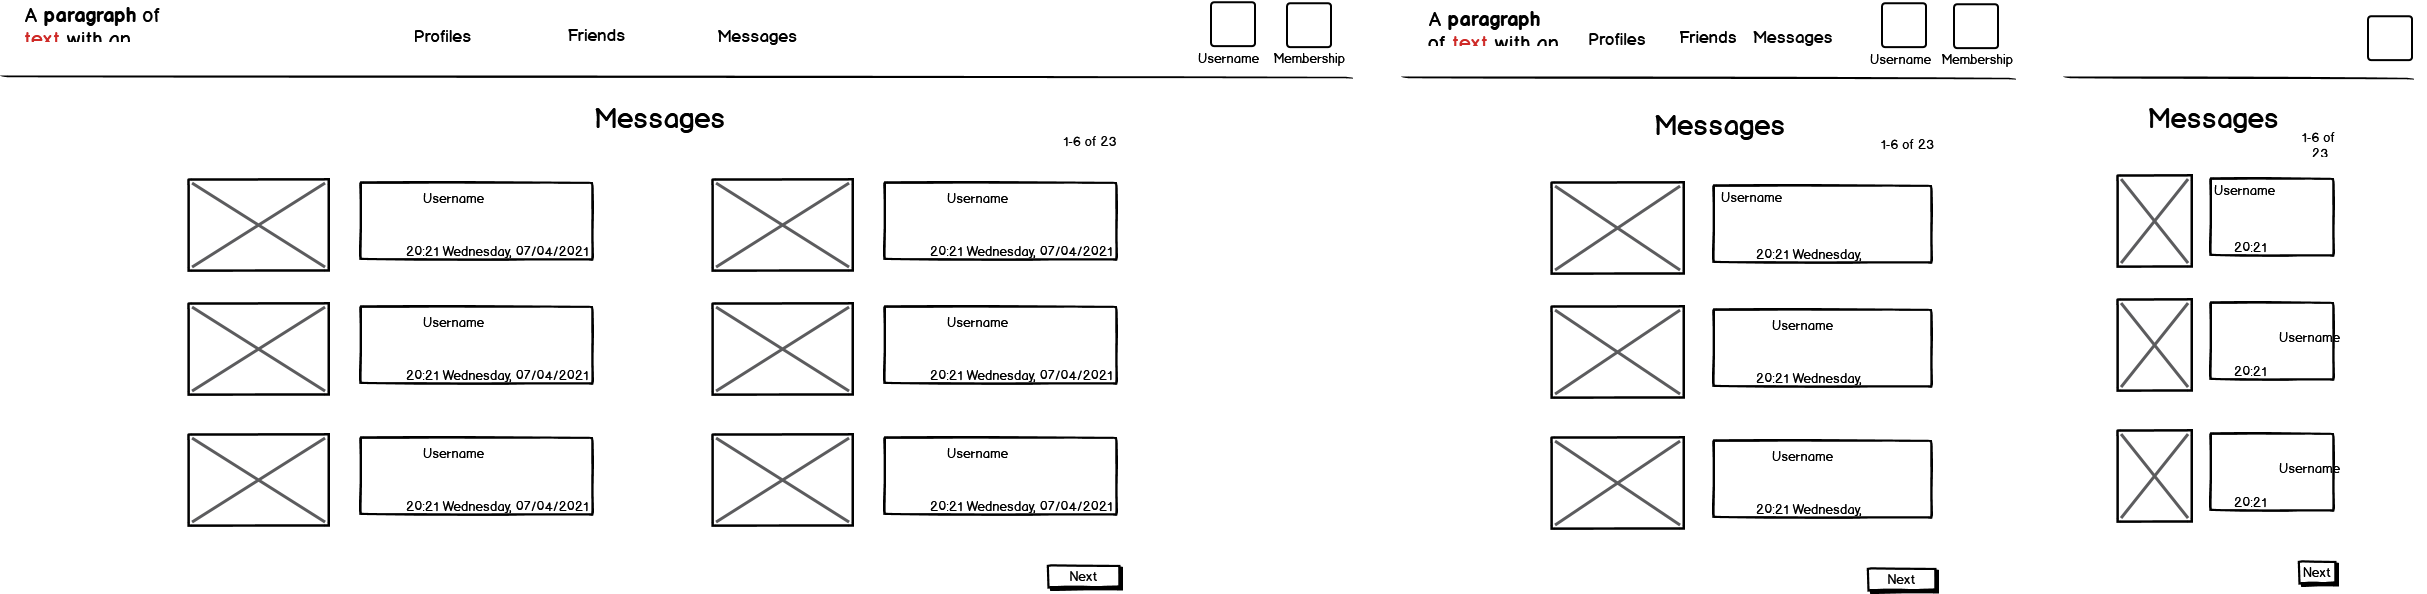 A paragraph of
text with an
Profiles
Friends
Messages
Username
Membership
Messages
1-6 of 23
Username
20:21 Wednesday, 07/04/2021
Username
20:21 Wednesday, 07/04/2021
Username
20:21 Wednesday, 07/04/2021
Username
20:21 Wednesday, 07/04/2021
Username
20:21 Wednesday, 07/04/2021
Username
20:21 Wednesday, 07/04/2021
Next
A paragraph
of text with an
Profiles
Friends
Messages
Username
Membership
Messages
1-6 of 23
Username
20:21 Wednesday,
Username
20:21 Wednesday,
Username
20:21 Wednesday,
Next
Messages
1-6 of
23
Username
20:21
Username
20:21
Username
20:21
Next